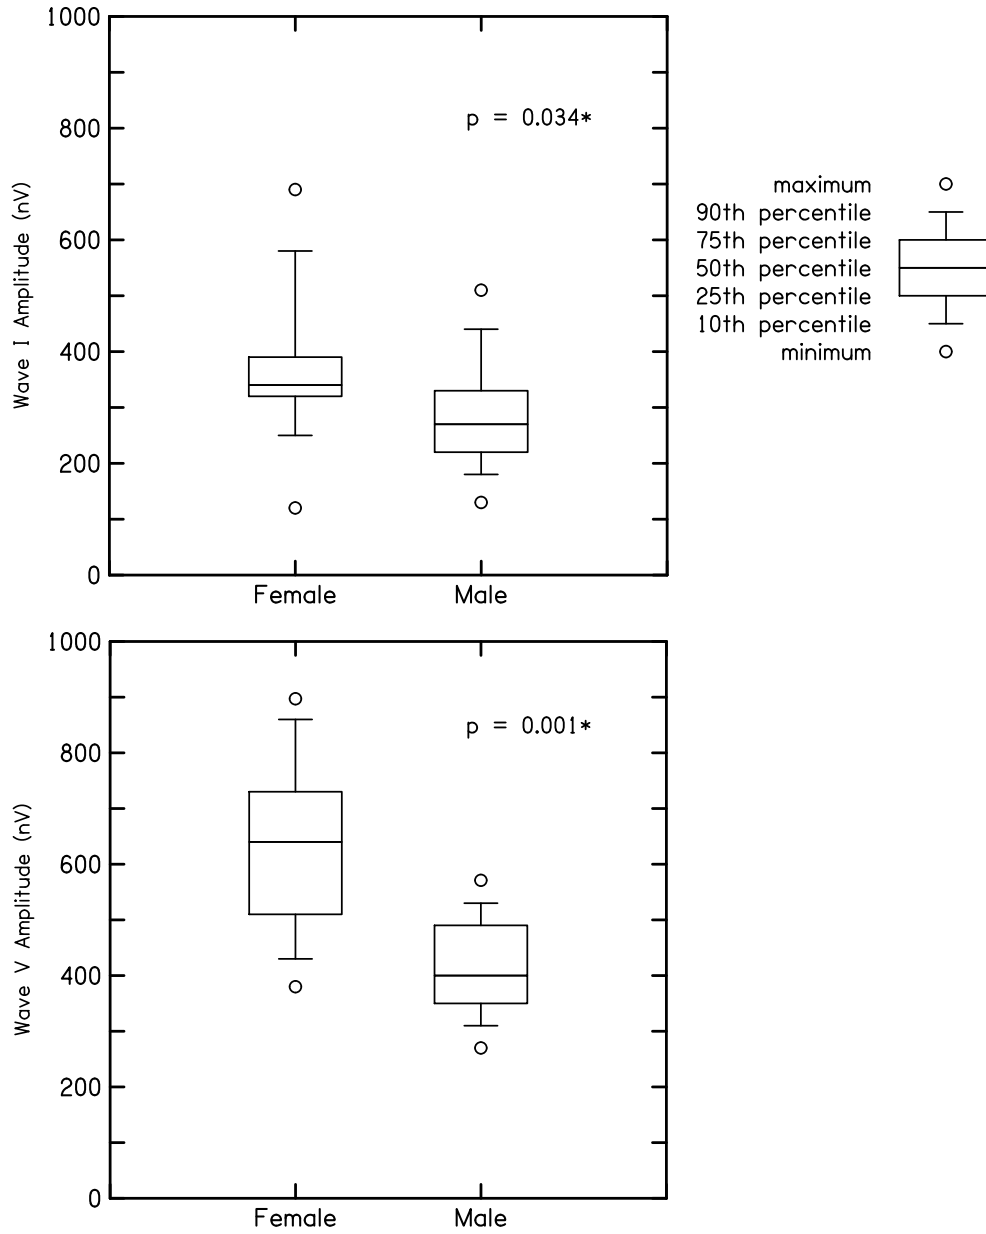 1000
800
600
400
200
0
Wave I Amplitude (nV)
p = 0.034*
Female
Male
maximum
90th percentile
75th percentile
50th percentile
25th percentile
10th percentile
minimum
1000
800
600
400
200
0
Wave V Amplitude (nV)
p = 0.001*
Female
Male